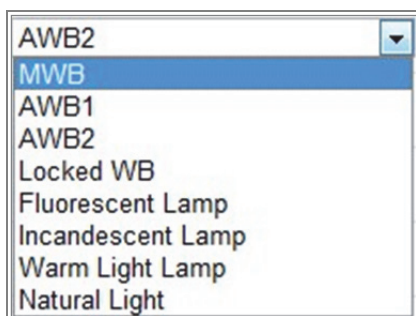 AWB2
MWB
AWB1
AWB2
Locked WB
Fluorescent Lamp
Incandescent Lamp
Warm Light Lamp
Natural Light